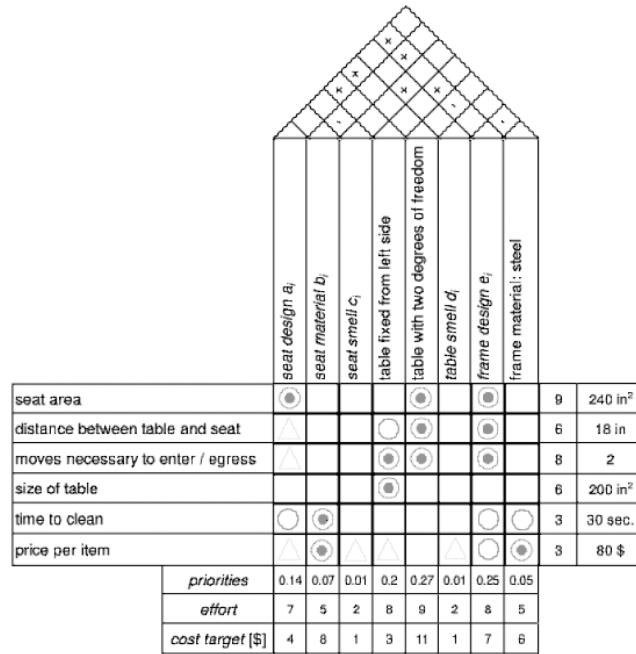 seat design aᵢ
seat material bᵢ
seat smell cᵢ
table fixed from left side
table with two degrees of freedom
table smell dᵢ
frame design eᵢ
frame material: steel
seat area 9 240 in²
distance between table and seat 6 18 in
moves necessary to enter / egress 8 2
size of table 6 200 in²
time to clean 3 30 sec.
price per item 3 80 $
priorities 0.14 0.07 0.01 0.2 0.27 0.01 0.25 0.05
effort 7 5 2 8 9 2 8 5
cost target [$] 4 8 1 3 11 1 7 6